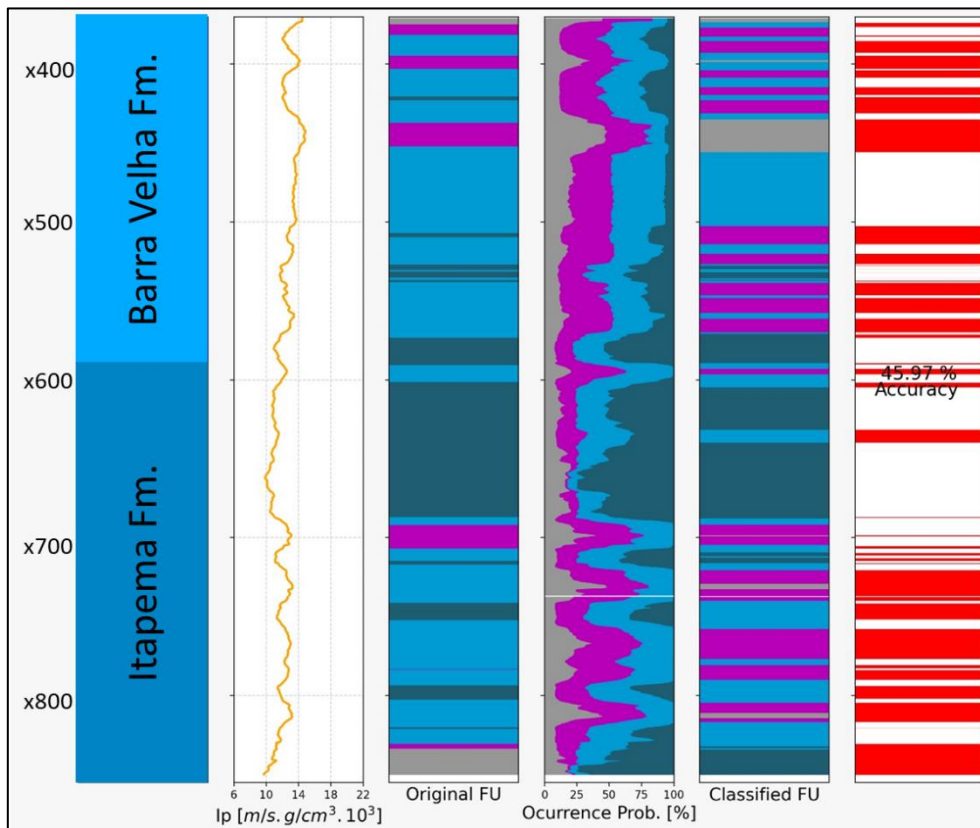 Barra Velha Fm.
Itapema Fm.
x400
x500
x600
x700
x800
45.97 %
Accuracy
6 10 14 18 22
Ip [m/s.g/cm³.10³]
Original FU
0 25 50 75 100
Ocurrence Prob. [%]
Classified FU